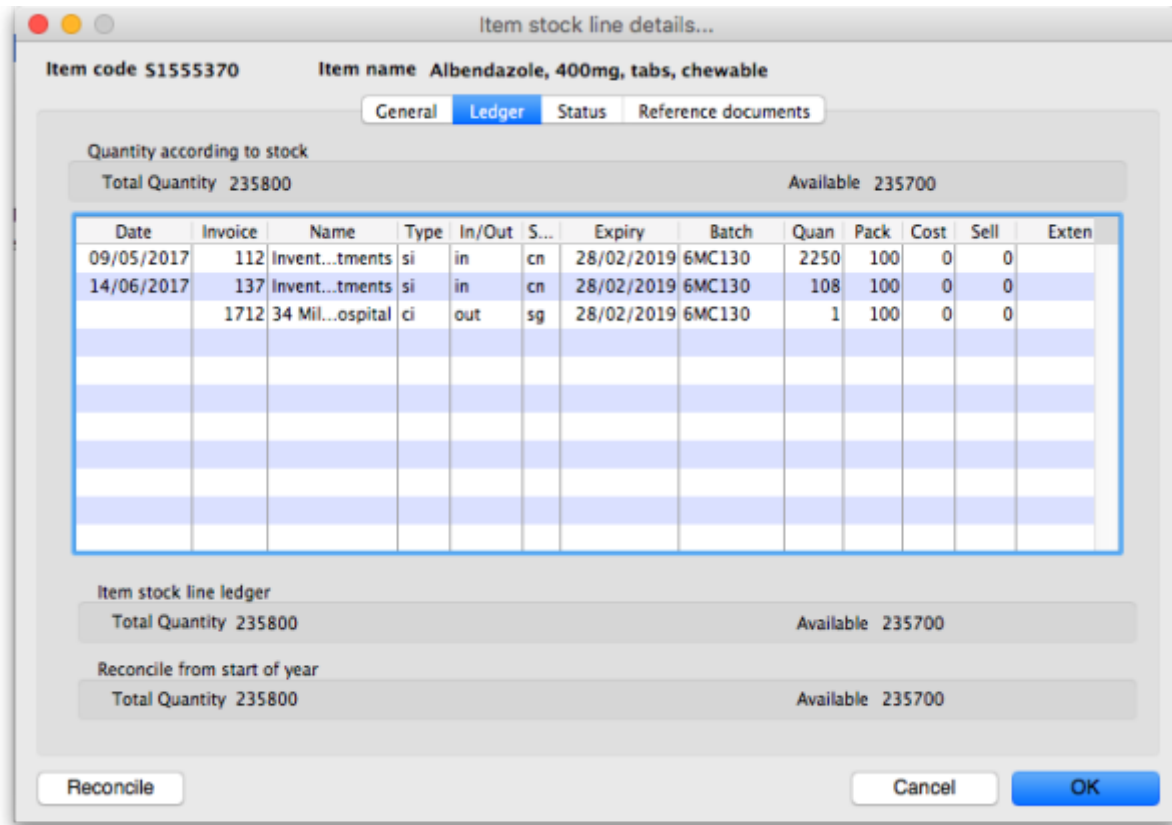 Item stock line details...
Item code S1555370 Item name Albendazole, 400mg, tabs, chewable
General Ledger Status Reference documents
Quantity according to stock
Total Quantity 235800 Available 235700
Date Invoice Name Type In/Out S... Expiry Batch Quan Pack Cost Sell Exten
09/05/2017 112 Invent...tments si in cn 28/02/2019 6MC130 2250 100 0 0
14/06/2017 137 Invent...tments si in cn 28/02/2019 6MC130 108 100 0 0
1712 34 Mil...ospital ci out sg 28/02/2019 6MC130 1 100 0 0
Item stock line ledger
Total Quantity 235800 Available 235700
Reconcile from start of year
Total Quantity 235800 Available 235700
Reconcile Cancel OK